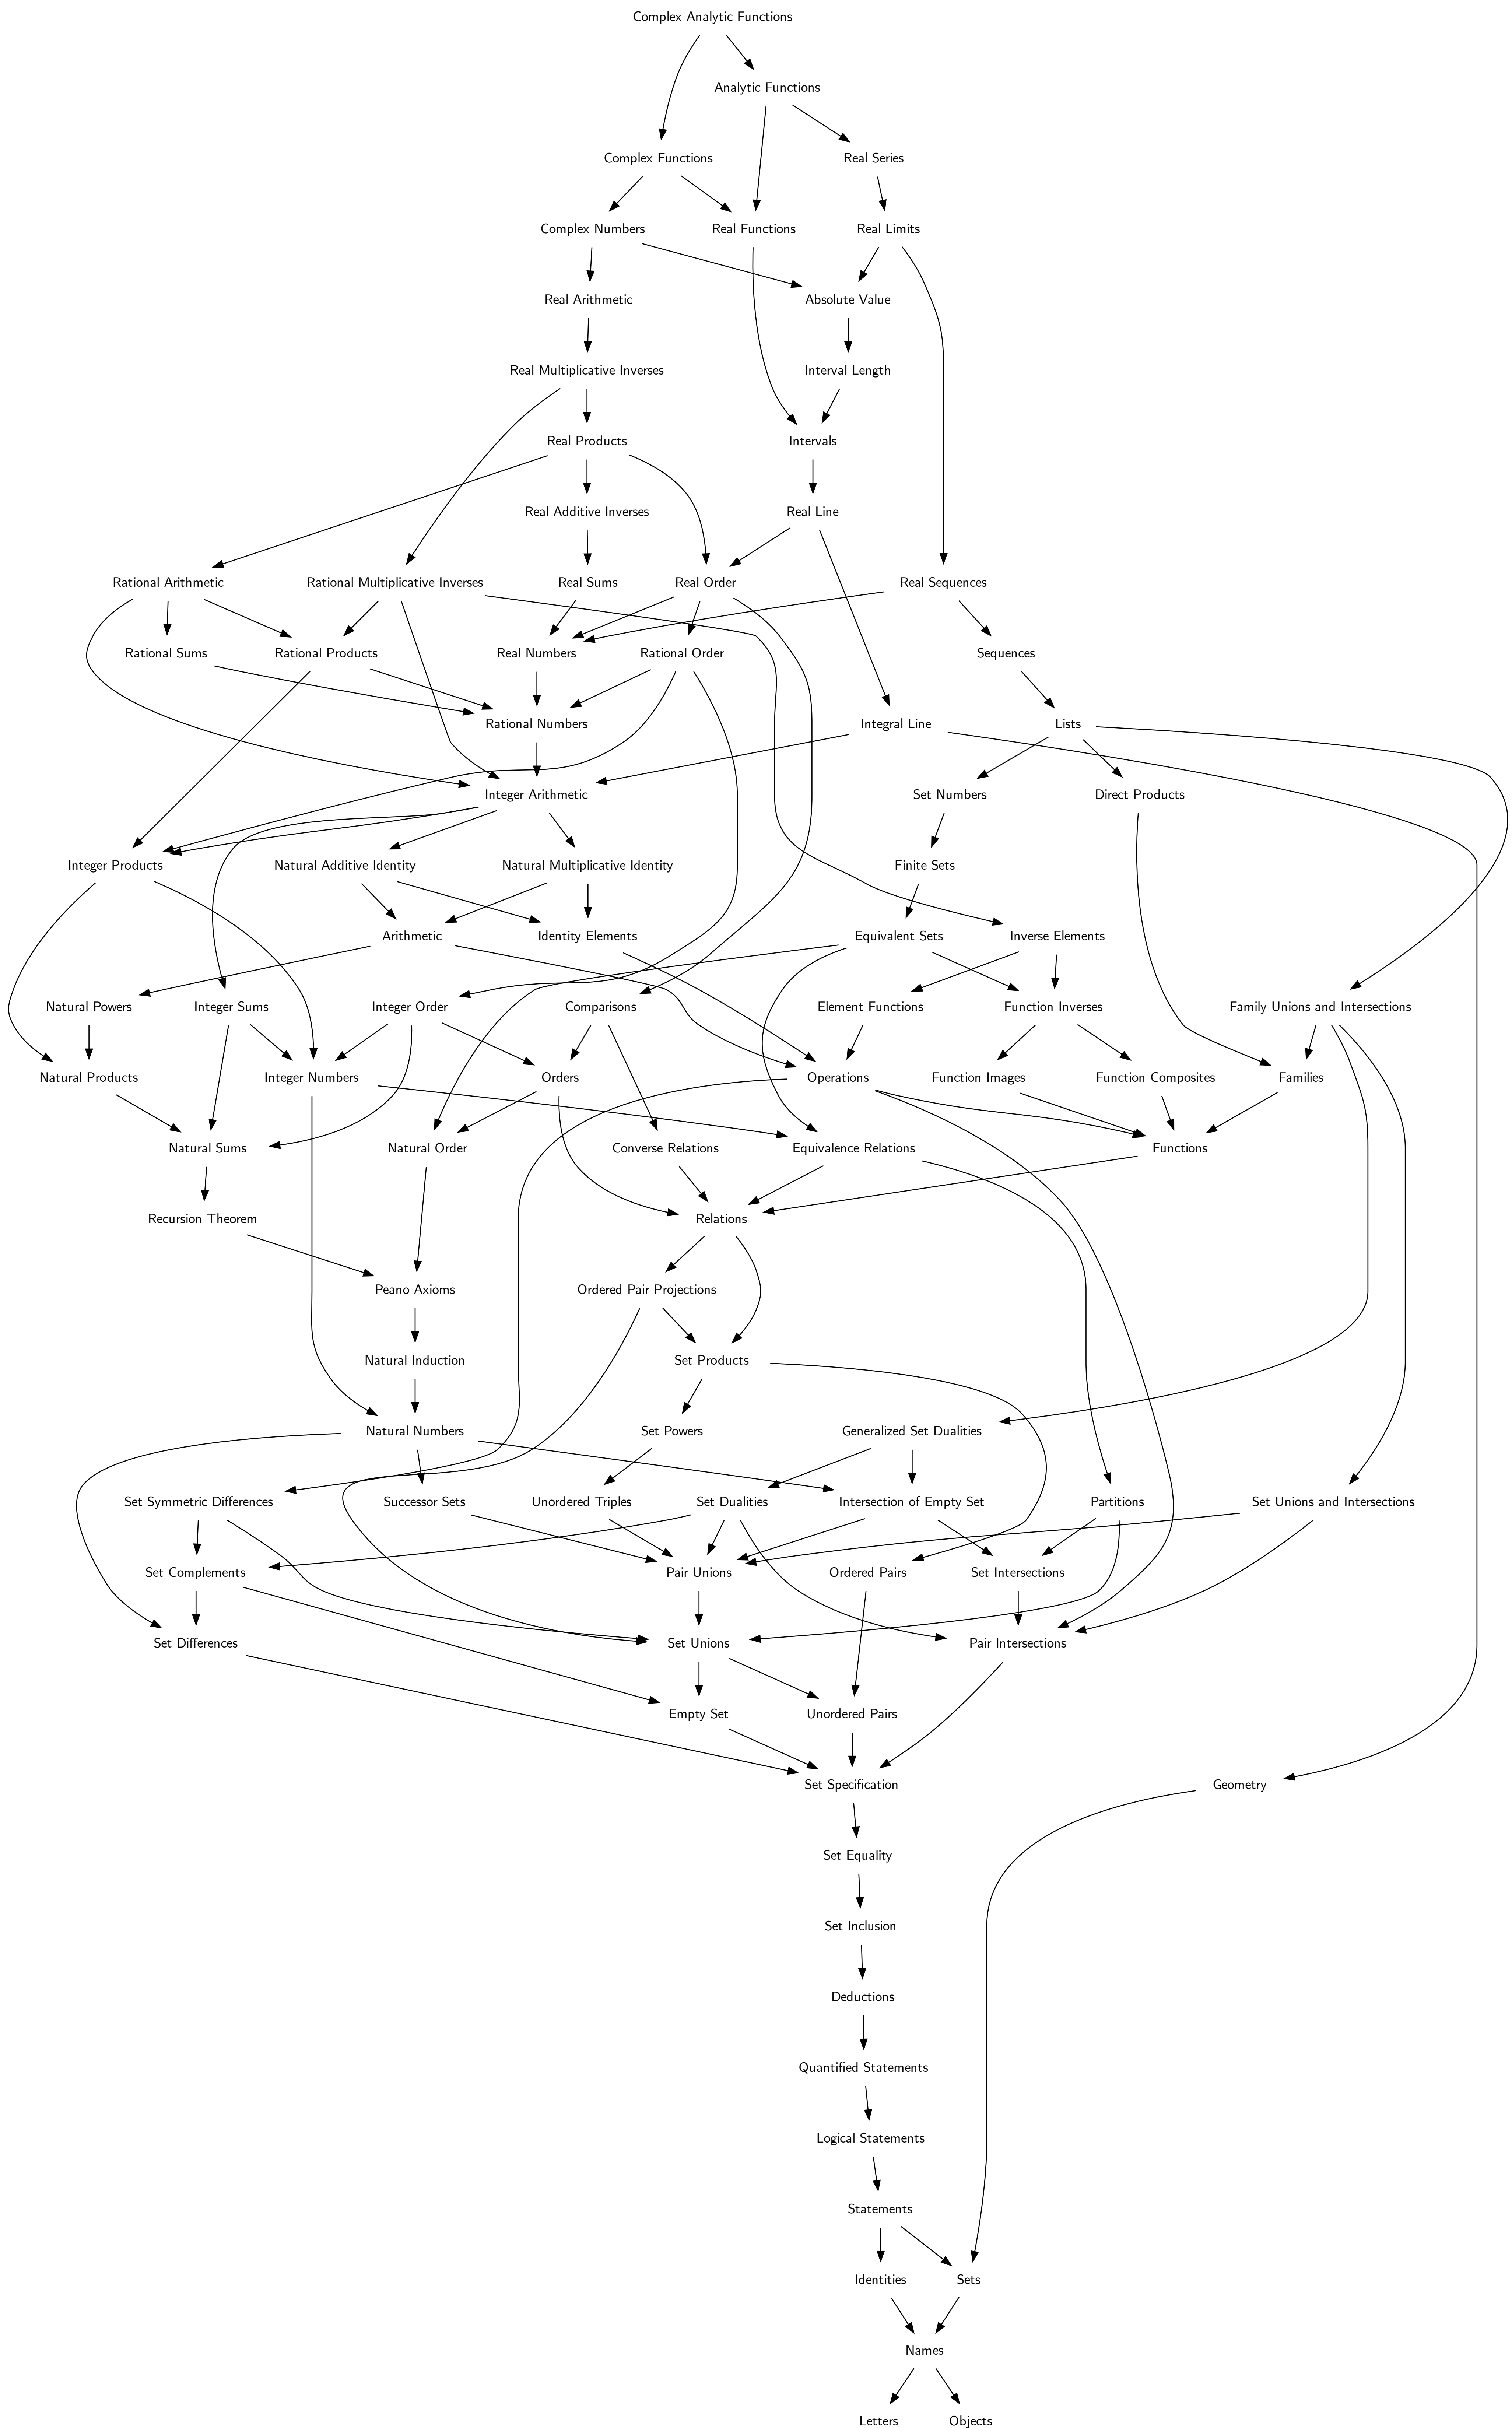 Complex Analytic Functions
Analytic Functions
Complex Functions
Real Series
Complex Numbers
Real Functions
Real Limits
Real Arithmetic
Absolute Value
Real Multiplicative Inverses
Interval Length
Real Products
Intervals
Real Additive Inverses
Real Line
Rational Arithmetic
Rational Multiplicative Inverses
Real Sums
Real Order
Real Sequences
Rational Sums
Rational Products
Real Numbers
Rational Order
Sequences
Rational Numbers
Integral Line
Lists
Integer Arithmetic
Set Numbers
Direct Products
Integer Products
Natural Additive Identity
Natural Multiplicative Identity
Finite Sets
Arithmetic
Identity Elements
Equivalent Sets
Inverse Elements
Natural Powers
Integer Sums
Integer Order
Comparisons
Element Functions
Function Inverses
Family Unions and Intersections
Natural Products
Integer Numbers
Orders
Operations
Function Images
Function Composites
Families
Natural Sums
Natural Order
Converse Relations
Equivalence Relations
Functions
Recursion Theorem
Relations
Peano Axioms
Ordered Pair Projections
Natural Induction
Set Products
Natural Numbers
Set Powers
Generalized Set Dualities
Set Symmetric Differences
Successor Sets
Unordered Triples
Set Dualities
Intersection of Empty Set
Partitions
Set Unions and Intersections
Set Complements
Pair Unions
Ordered Pairs
Set Intersections
Set Differences
Set Unions
Pair Intersections
Empty Set
Unordered Pairs
Set Specification
Geometry
Set Equality
Set Inclusion
Deductions
Quantified Statements
Logical Statements
Statements
Identities
Sets
Names
Letters
Objects